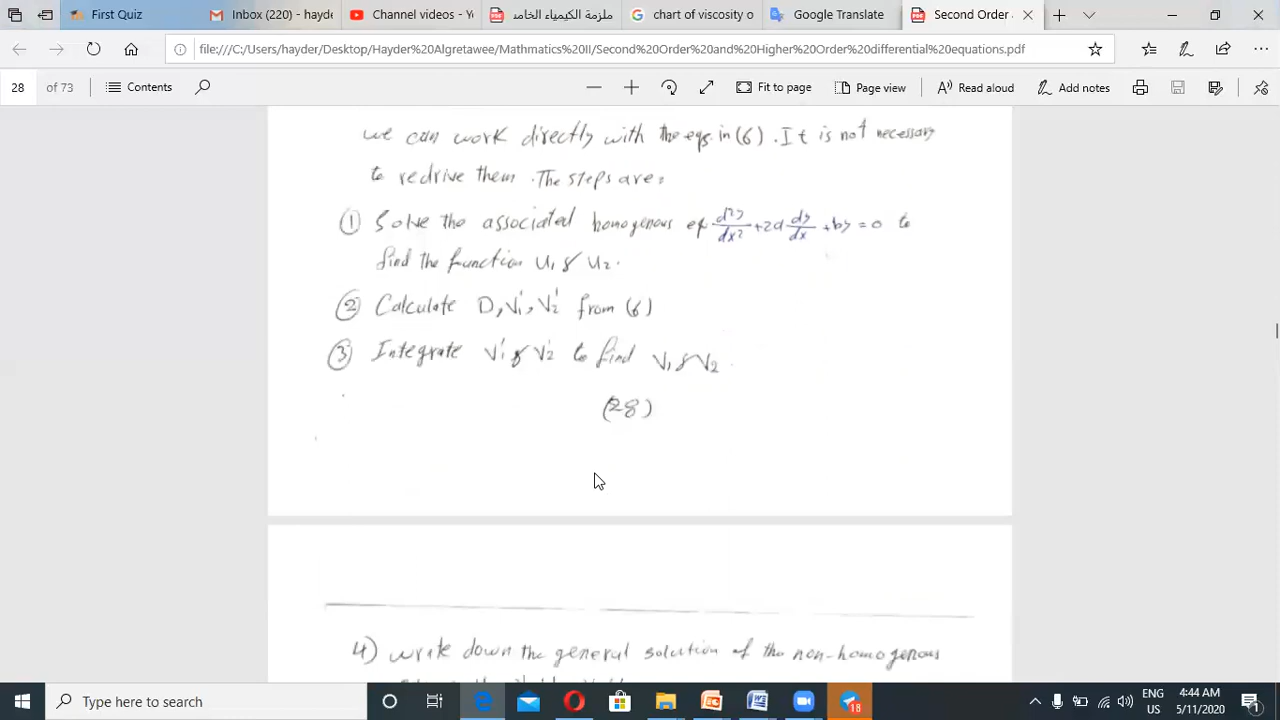 First Quiz
Inbox (220) - hayde
Channel videos - Y
ملزمة الكيمياء الخامد
chart of viscosity o
Google Translate
Second Order
file:///C:/Users/hayder/Desktop/Hayder%20Algretawee/Mathmatics%20II/Second%20Order%20and%20Higher%20Order%20differential%20equations.pdf
28 of 73 Contents Fit to page Page view Read aloud Add notes
we can work directly with the eqs. in (6). It is not necessary
to redrive them. The steps are:
① Solve the associated homogenous eq d²y/dx² + 2a dy/dx + by = 0 to
find the function u₁ & u₂.
② Calculate D, V₁', V₂' from (6)
③ Integrate V₁' & V₂' to find V₁ & V₂
(28)
4) write down the general solution of the non-homogenous
Type here to search
18
ENG
US
4:44 AM
5/11/2020
1